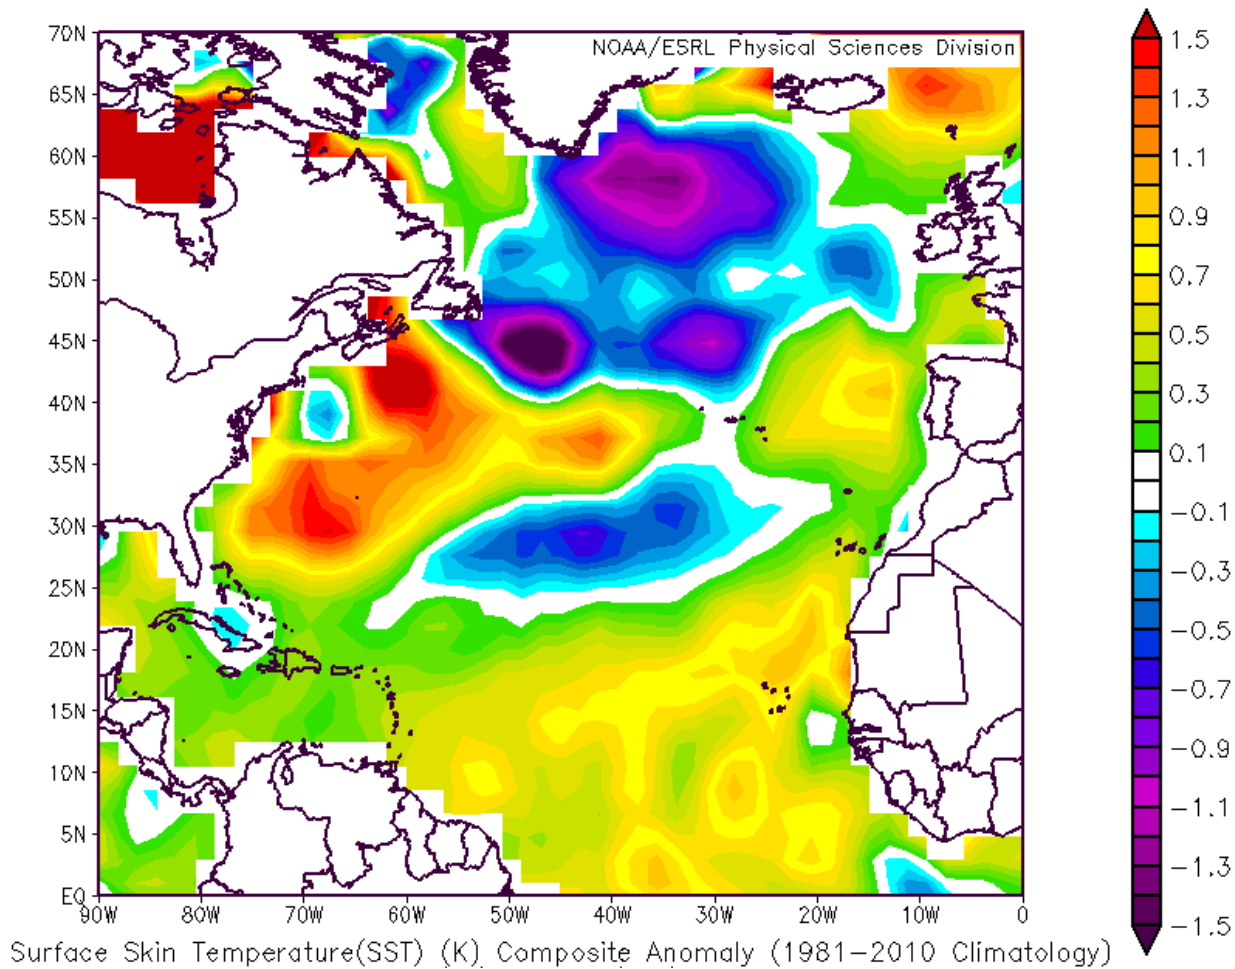 NOAA/ESRL Physical Sciences Division
70N
65N
60N
55N
50N
45N
40N
35N
30N
25N
20N
15N
10N
5N
EQ
90W 80W 70W 60W 50W 40W 30W 20W 10W 0
1.5
1.3
1.1
0.9
0.7
0.5
0.3
0.1
−0.1
−0.3
−0.5
−0.7
−0.9
−1.1
−1.3
−1.5
Surface Skin Temperature(SST) (K) Composite Anomaly (1981−2010 Climatology)